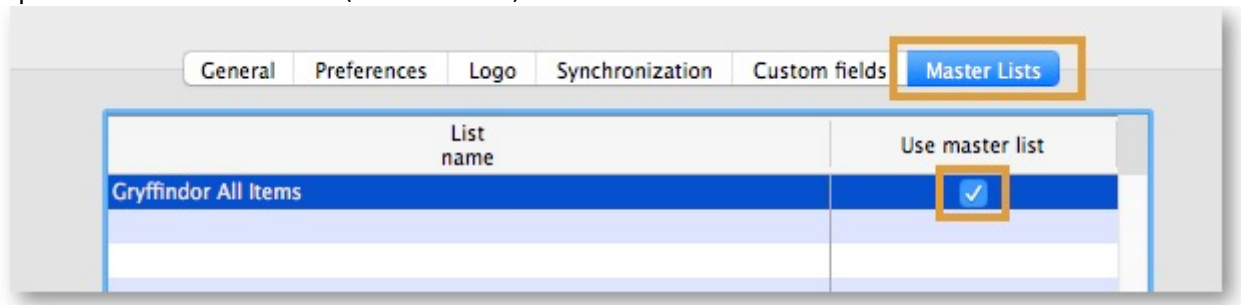 General Preferences Logo Synchronization Custom fields Master Lists
List
name
Use master list
Gryffindor All Items